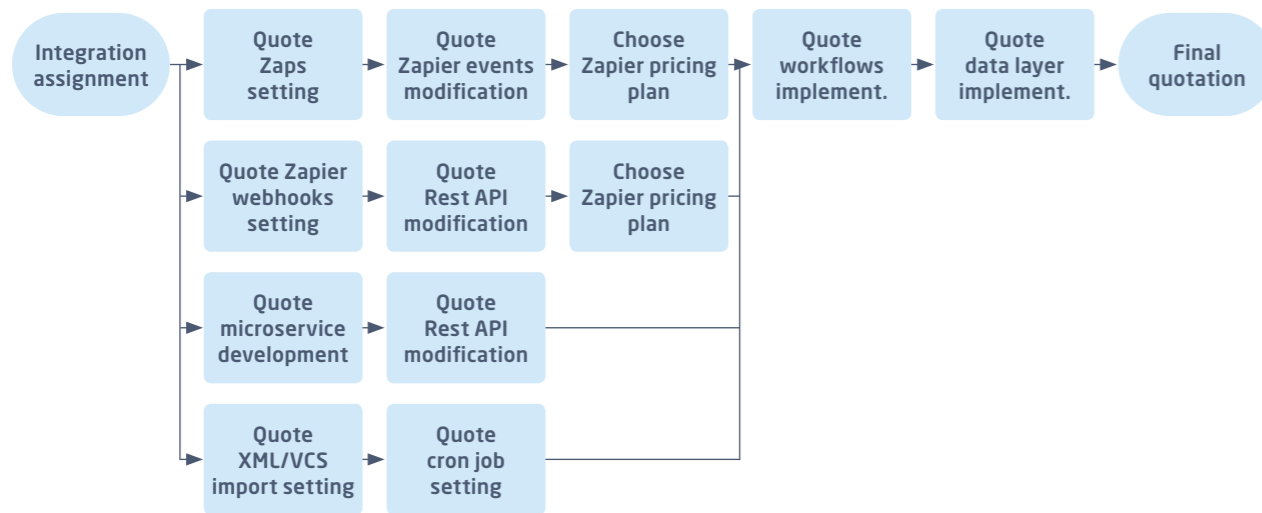 Integration
assignment
Quote
Zaps
setting
Quote
Zapier events
modification
Choose
Zapier pricing
plan
Quote
workflows
implement.
Quote
data layer
implement.
Final
quotation
Quote Zapier
webhooks
setting
Quote
Rest API
modification
Choose
Zapier pricing
plan
Quote
microservice
development
Quote
Rest API
modification
Quote
XML/VCS
import setting
Quote
cron job
setting